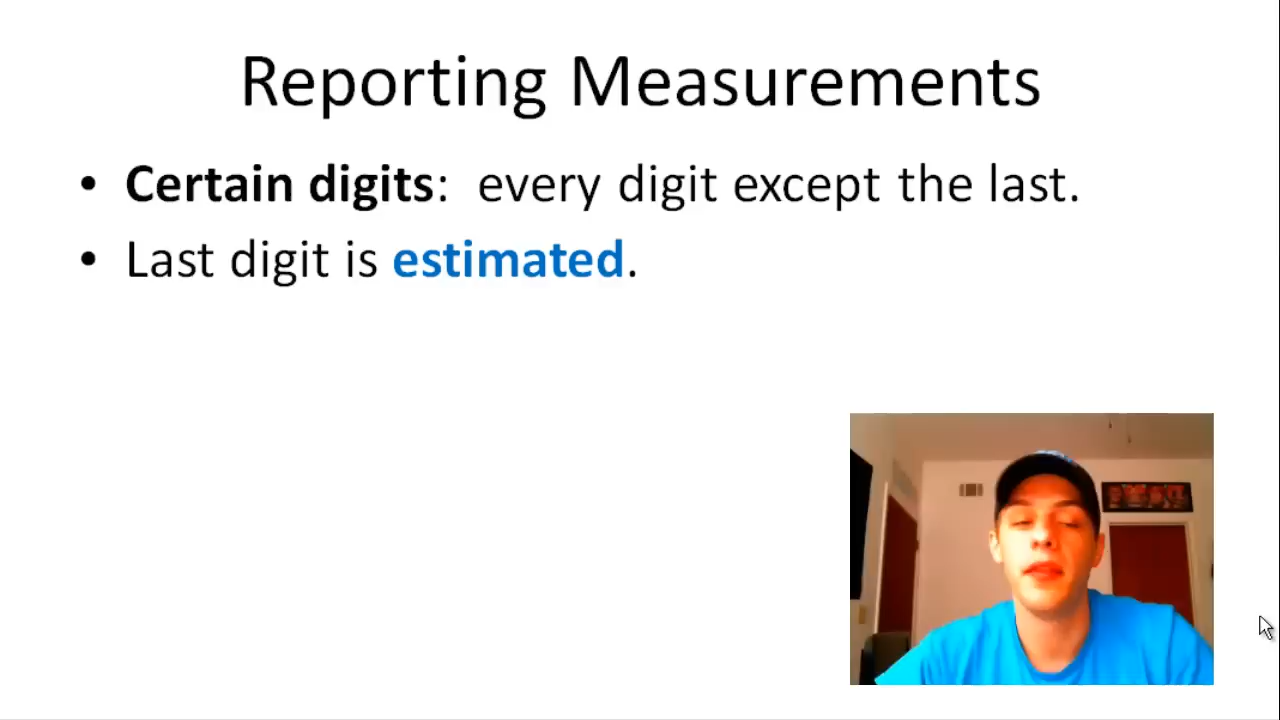 Reporting Measurements
• Certain digits: every digit except the last.
• Last digit is estimated.